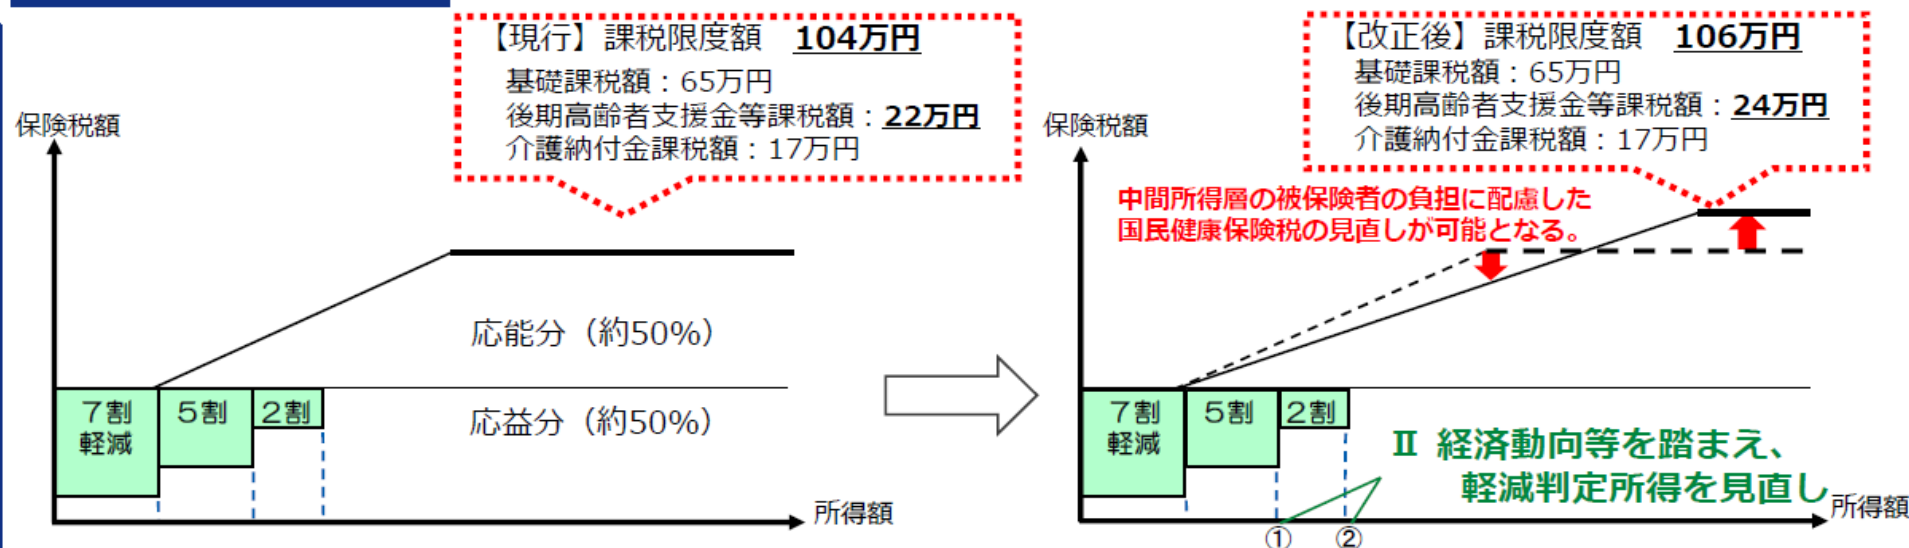 【現行】課税限度額　104万円
基礎課税額：65万円
後期高齢者支援金等課税額：22万円
介護納付金課税額：17万円
保険税額
応能分（約50%）
7割
軽減
5割
2割
応益分（約50%）
所得額
【改正後】課税限度額　106万円
基礎課税額：65万円
後期高齢者支援金等課税額：24万円
介護納付金課税額：17万円
保険税額
中間所得層の被保険者の負担に配慮した
国民健康保険税の見直しが可能となる。
7割
軽減
5割
2割
Ⅱ 経済動向等を踏まえ、
軽減判定所得を見直し
所得額
①
②